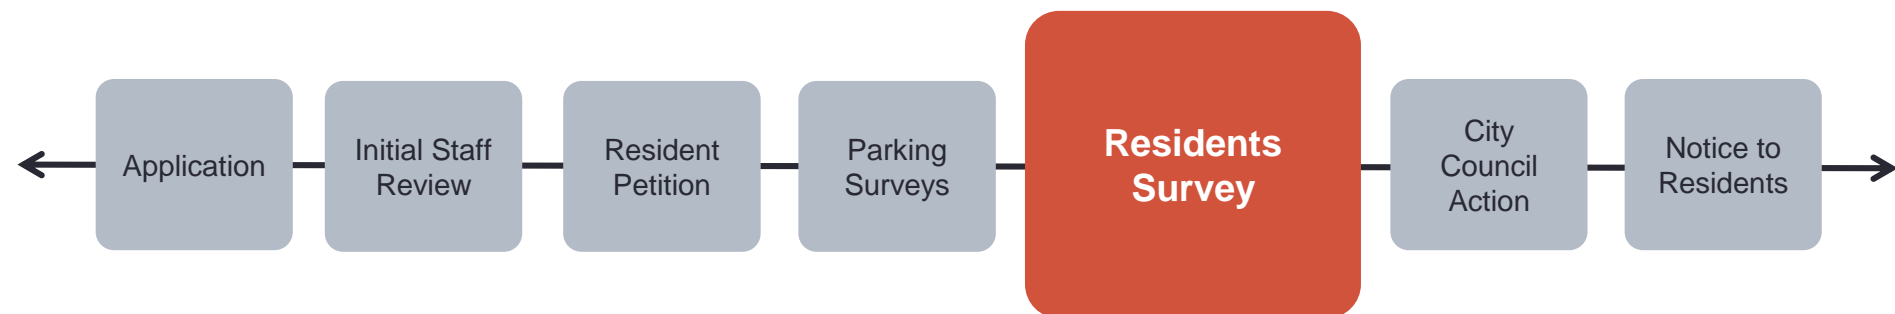 Application
Initial Staff
Review
Resident
Petition
Parking
Surveys
Residents
Survey
City
Council
Action
Notice to
Residents